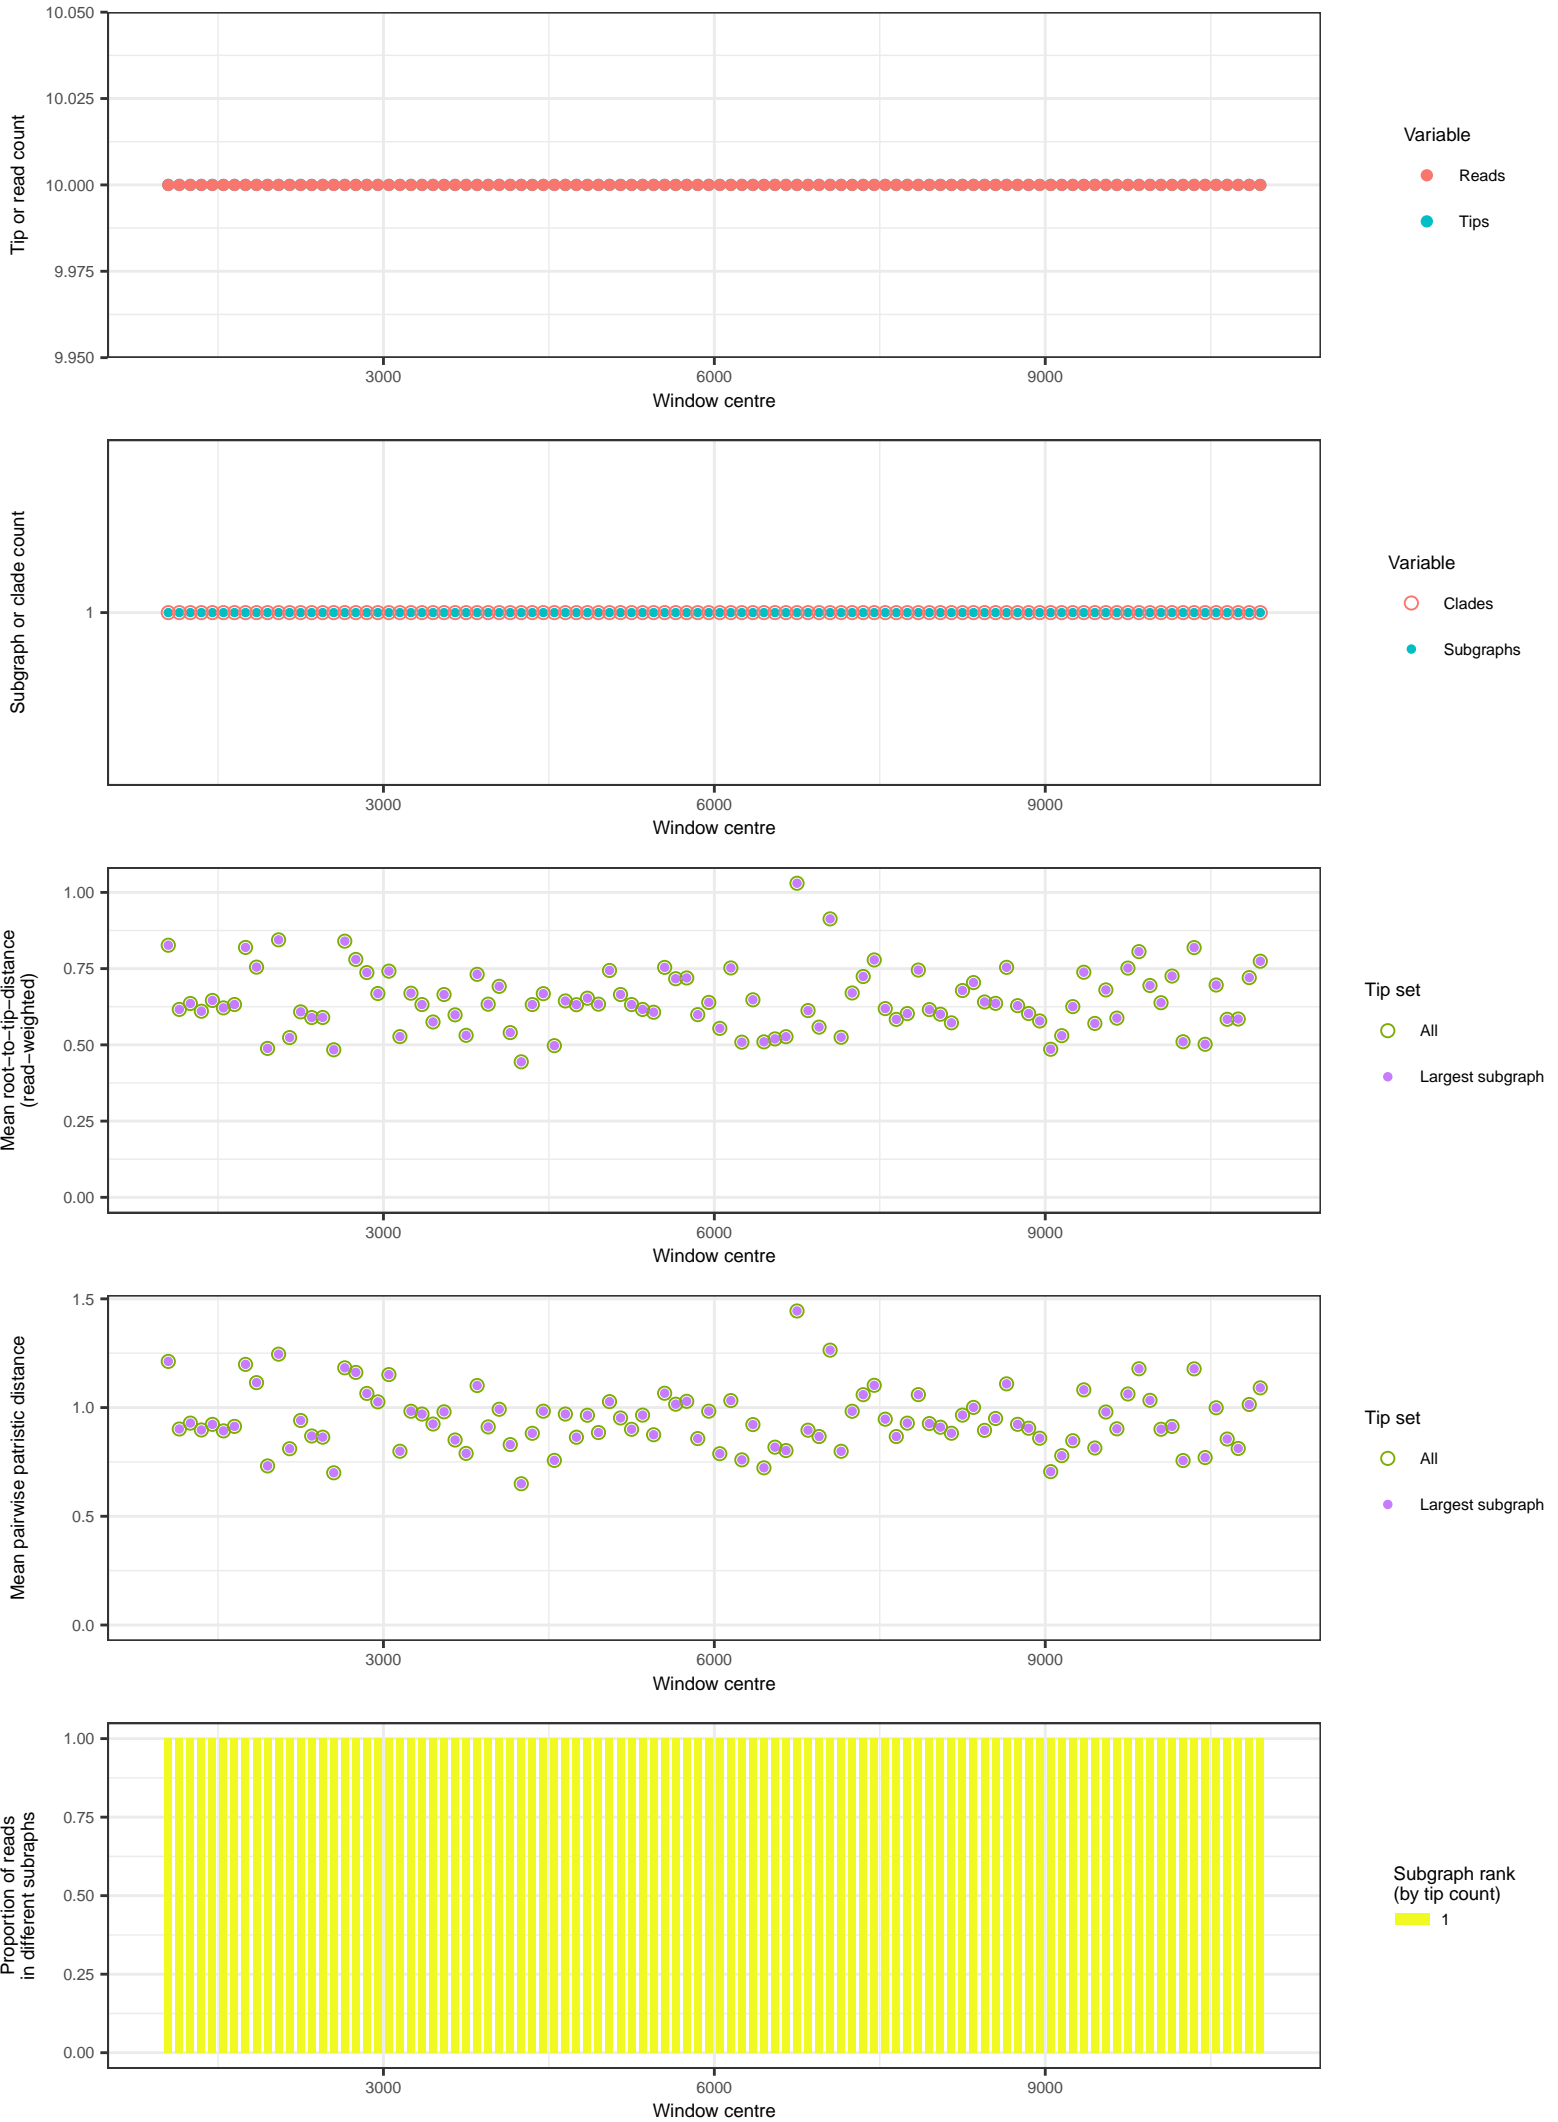 10.050
10.025
10.000
9.975
9.950
Tip or read count
3000
6000
9000
Window centre
Variable
Reads
Tips
1
Subgraph or clade count
3000
6000
9000
Window centre
Variable
Clades
Subgraphs
1.00
0.75
0.50
0.25
0.00
Mean root−to−tip−distance
(read−weighted)
3000
6000
9000
Window centre
Tip set
All
Largest subgraph
1.5
1.0
0.5
0.0
Mean pairwise patristic distance
3000
6000
9000
Window centre
Tip set
All
Largest subgraph
1.00
0.75
0.50
0.25
0.00
Proportion of reads
in different subraphs
3000
6000
9000
Window centre
Subgraph rank
(by tip count)
1